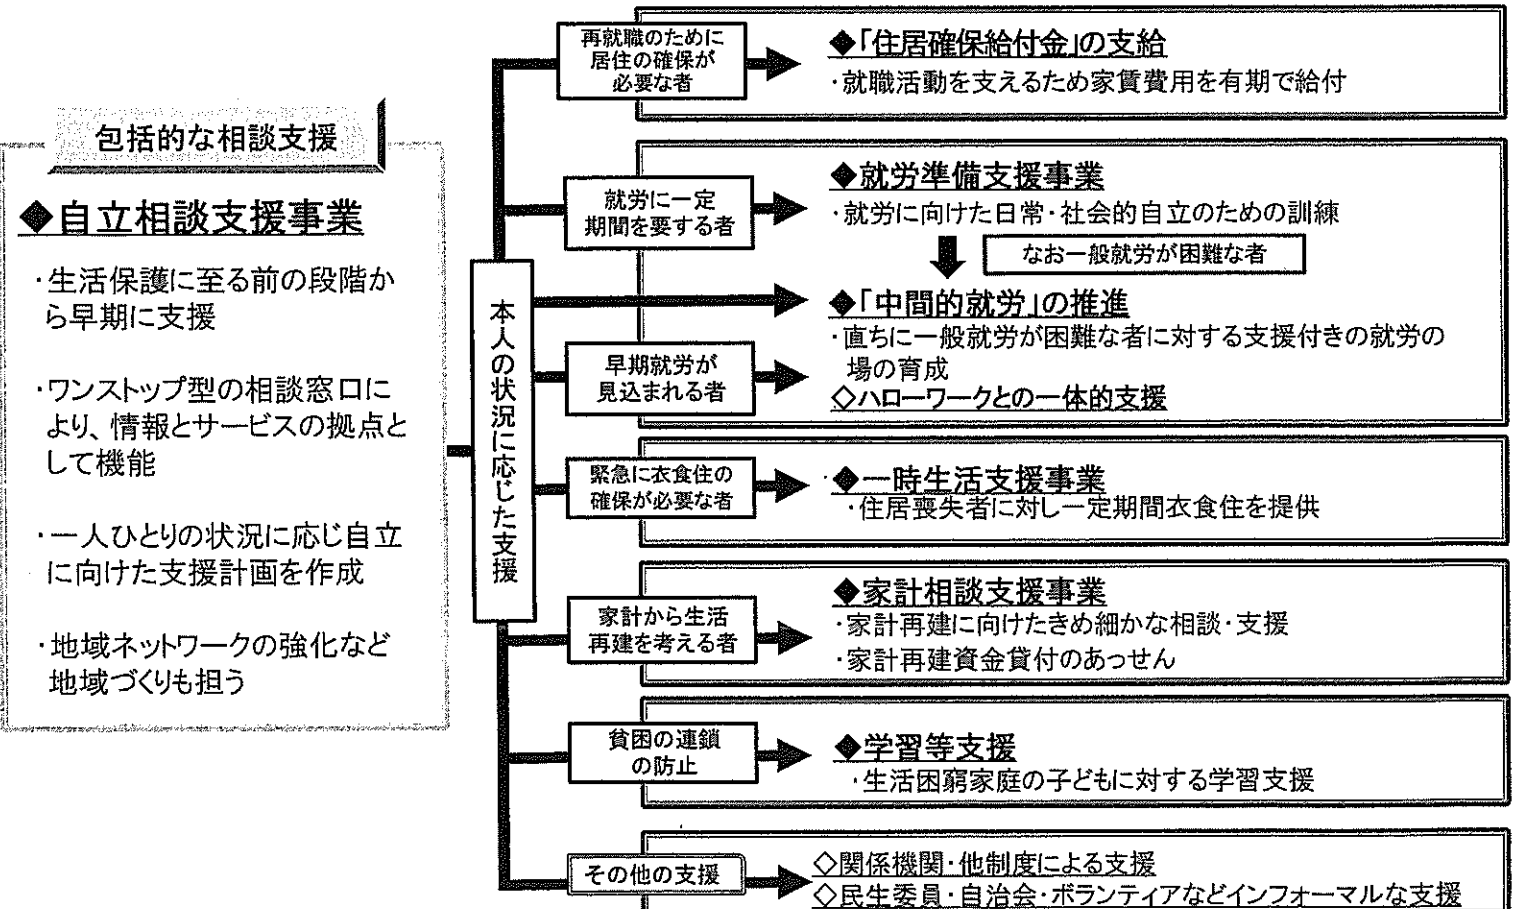 包括的な相談支援
◆自立相談支援事業
・生活保護に至る前の段階か
ら早期に支援
・ワンストップ型の相談窓口に
より、情報とサービスの拠点と
して機能
・一人ひとりの状況に応じ自立
に向けた支援計画を作成
・地域ネットワークの強化など
地域づくりも担う
本人の状況に応じた支援
再就職のために
居住の確保が
必要な者
◆「住居確保給付金」の支給
・就職活動を支えるため家賃費用を有期で給付
就労に一定
期間を要する者
◆就労準備支援事業
・就労に向けた日常・社会的自立のための訓練
なお一般就労が困難な者
◆「中間的就労」の推進
・直ちに一般就労が困難な者に対する支援付きの就労の
場の育成
早期就労が
見込まれる者
◇ハローワークとの一体的支援
緊急に衣食住の
確保が必要な者
◆一時生活支援事業
・住居喪失者に対し一定期間衣食住を提供
家計から生活
再建を考える者
◆家計相談支援事業
・家計再建に向けたきめ細かな相談・支援
・家計再建資金貸付のあっせん
貧困の連鎖
の防止
◆学習等支援
・生活困窮家庭の子どもに対する学習支援
その他の支援
◇関係機関・他制度による支援
◇民生委員・自治会・ボランティアなどインフォーマルな支援